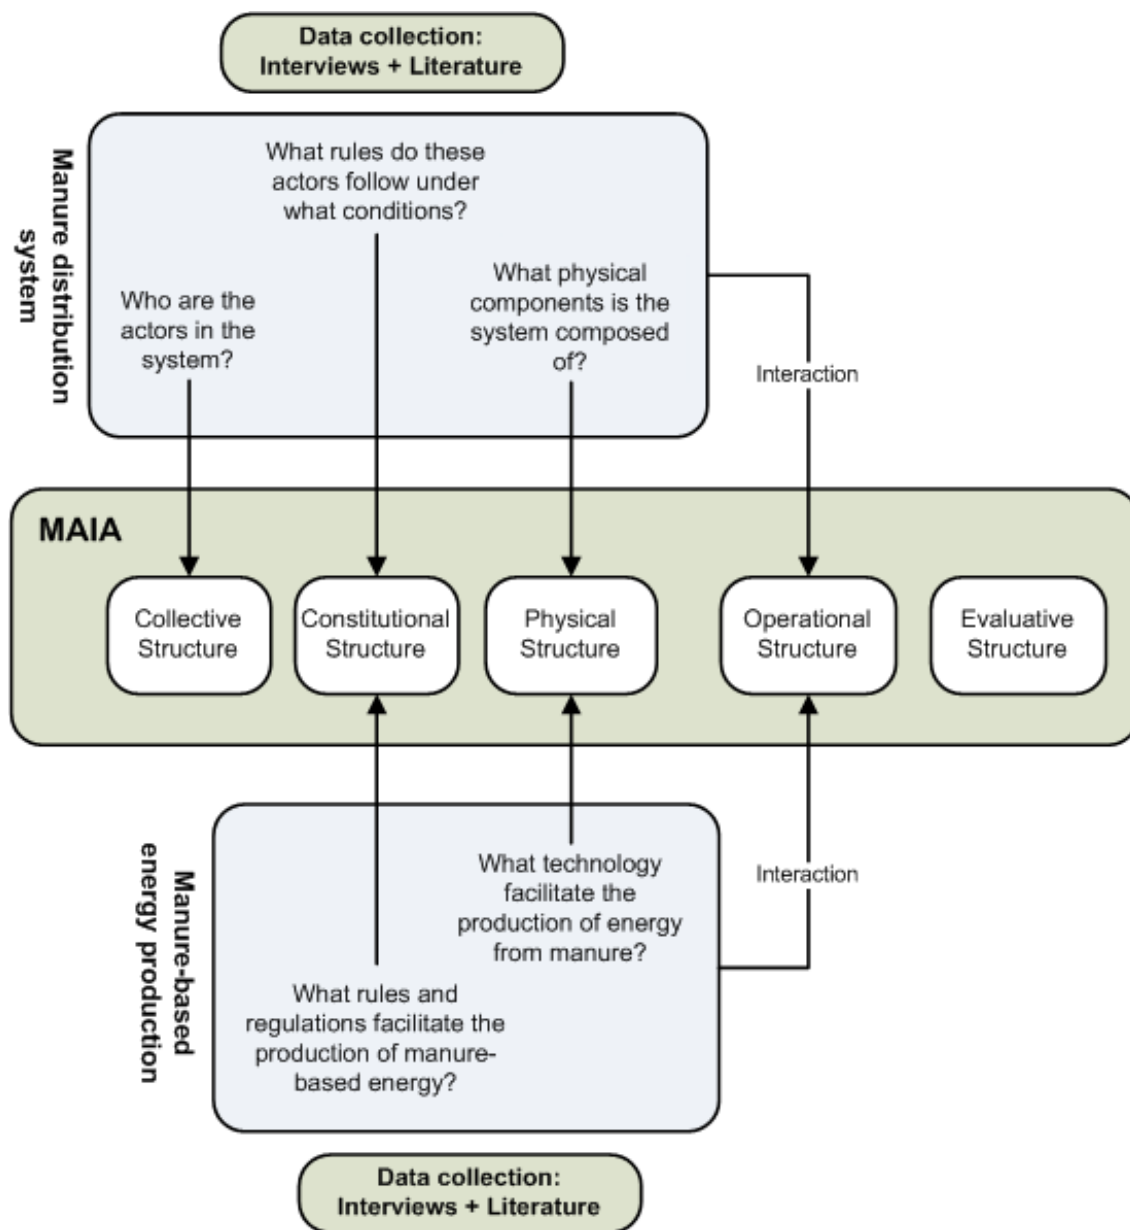 Data collection:
Interviews + Literature
Manure distribution
system
What rules do these
actors follow under
what conditions?
Who are the
actors in the
system?
What physical
components is the
system composed
of?
Interaction
MAIA
Collective
Structure
Constitutional
Structure
Physical
Structure
Operational
Structure
Evaluative
Structure
Manure-based
energy production
What technology
facilitate the
production of energy
from manure?
Interaction
What rules and
regulations facilitate the
production of manure-
based energy?
Data collection:
Interviews + Literature